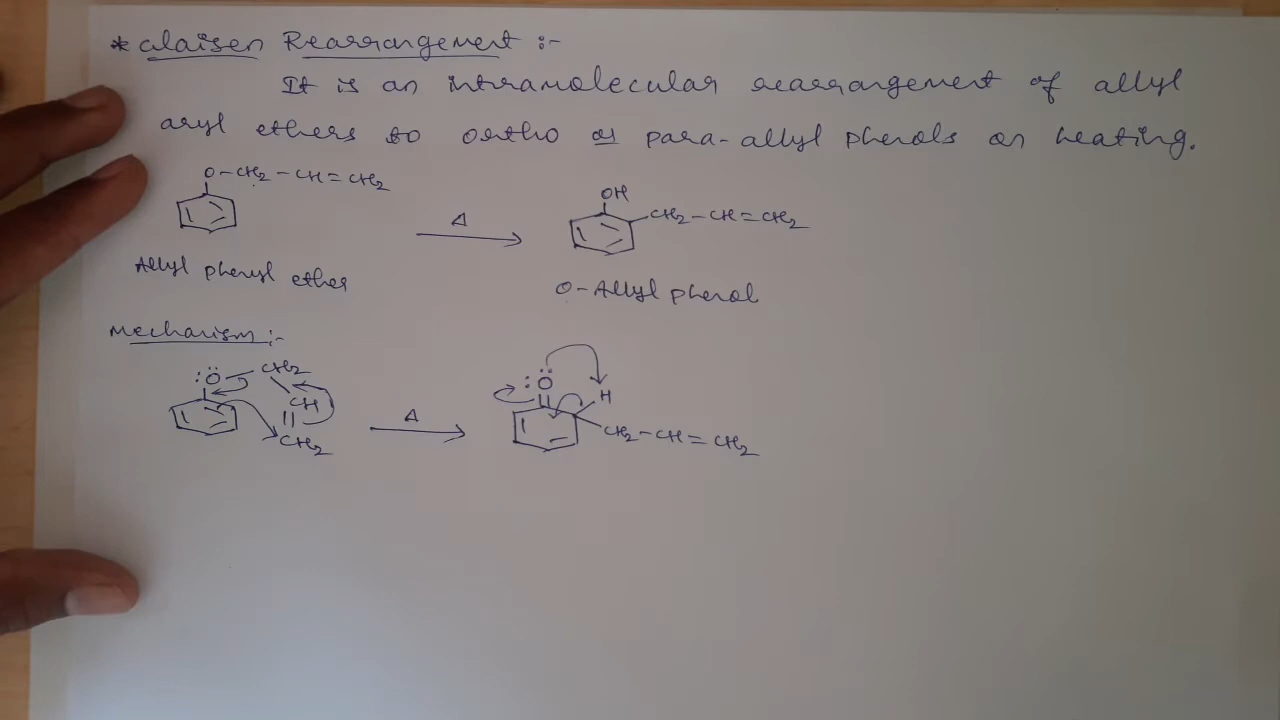 * Claisen Rearrangement :-
It is an intramolecular rearrangement of allyl
aryl ethers to ortho or para-allyl phenols on heating.
O-CH2-CH=CH2
Δ
OH
CH2-CH=CH2
Allyl phenyl ether
O-Allyl phenol
Mechanism:-
:Ö CH2
CH
||
CH2
Δ
:Ö
||
H
CH2-CH=CH2